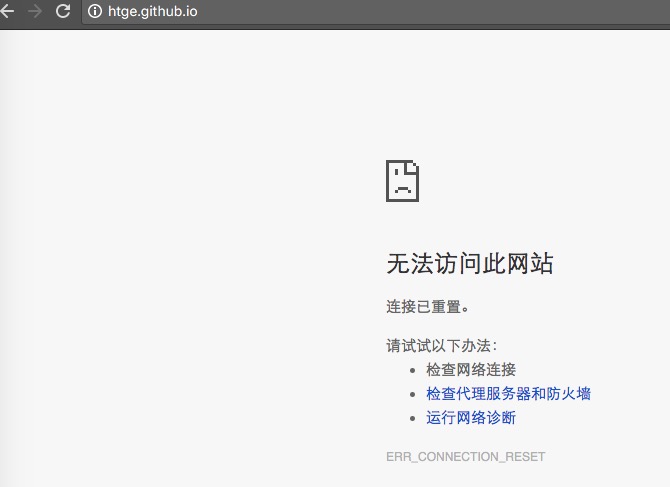 htge.github.io
无法访问此网站
连接已重置。
请试试以下办法：
检查网络连接
检查代理服务器和防火墙
运行网络诊断
ERR_CONNECTION_RESET